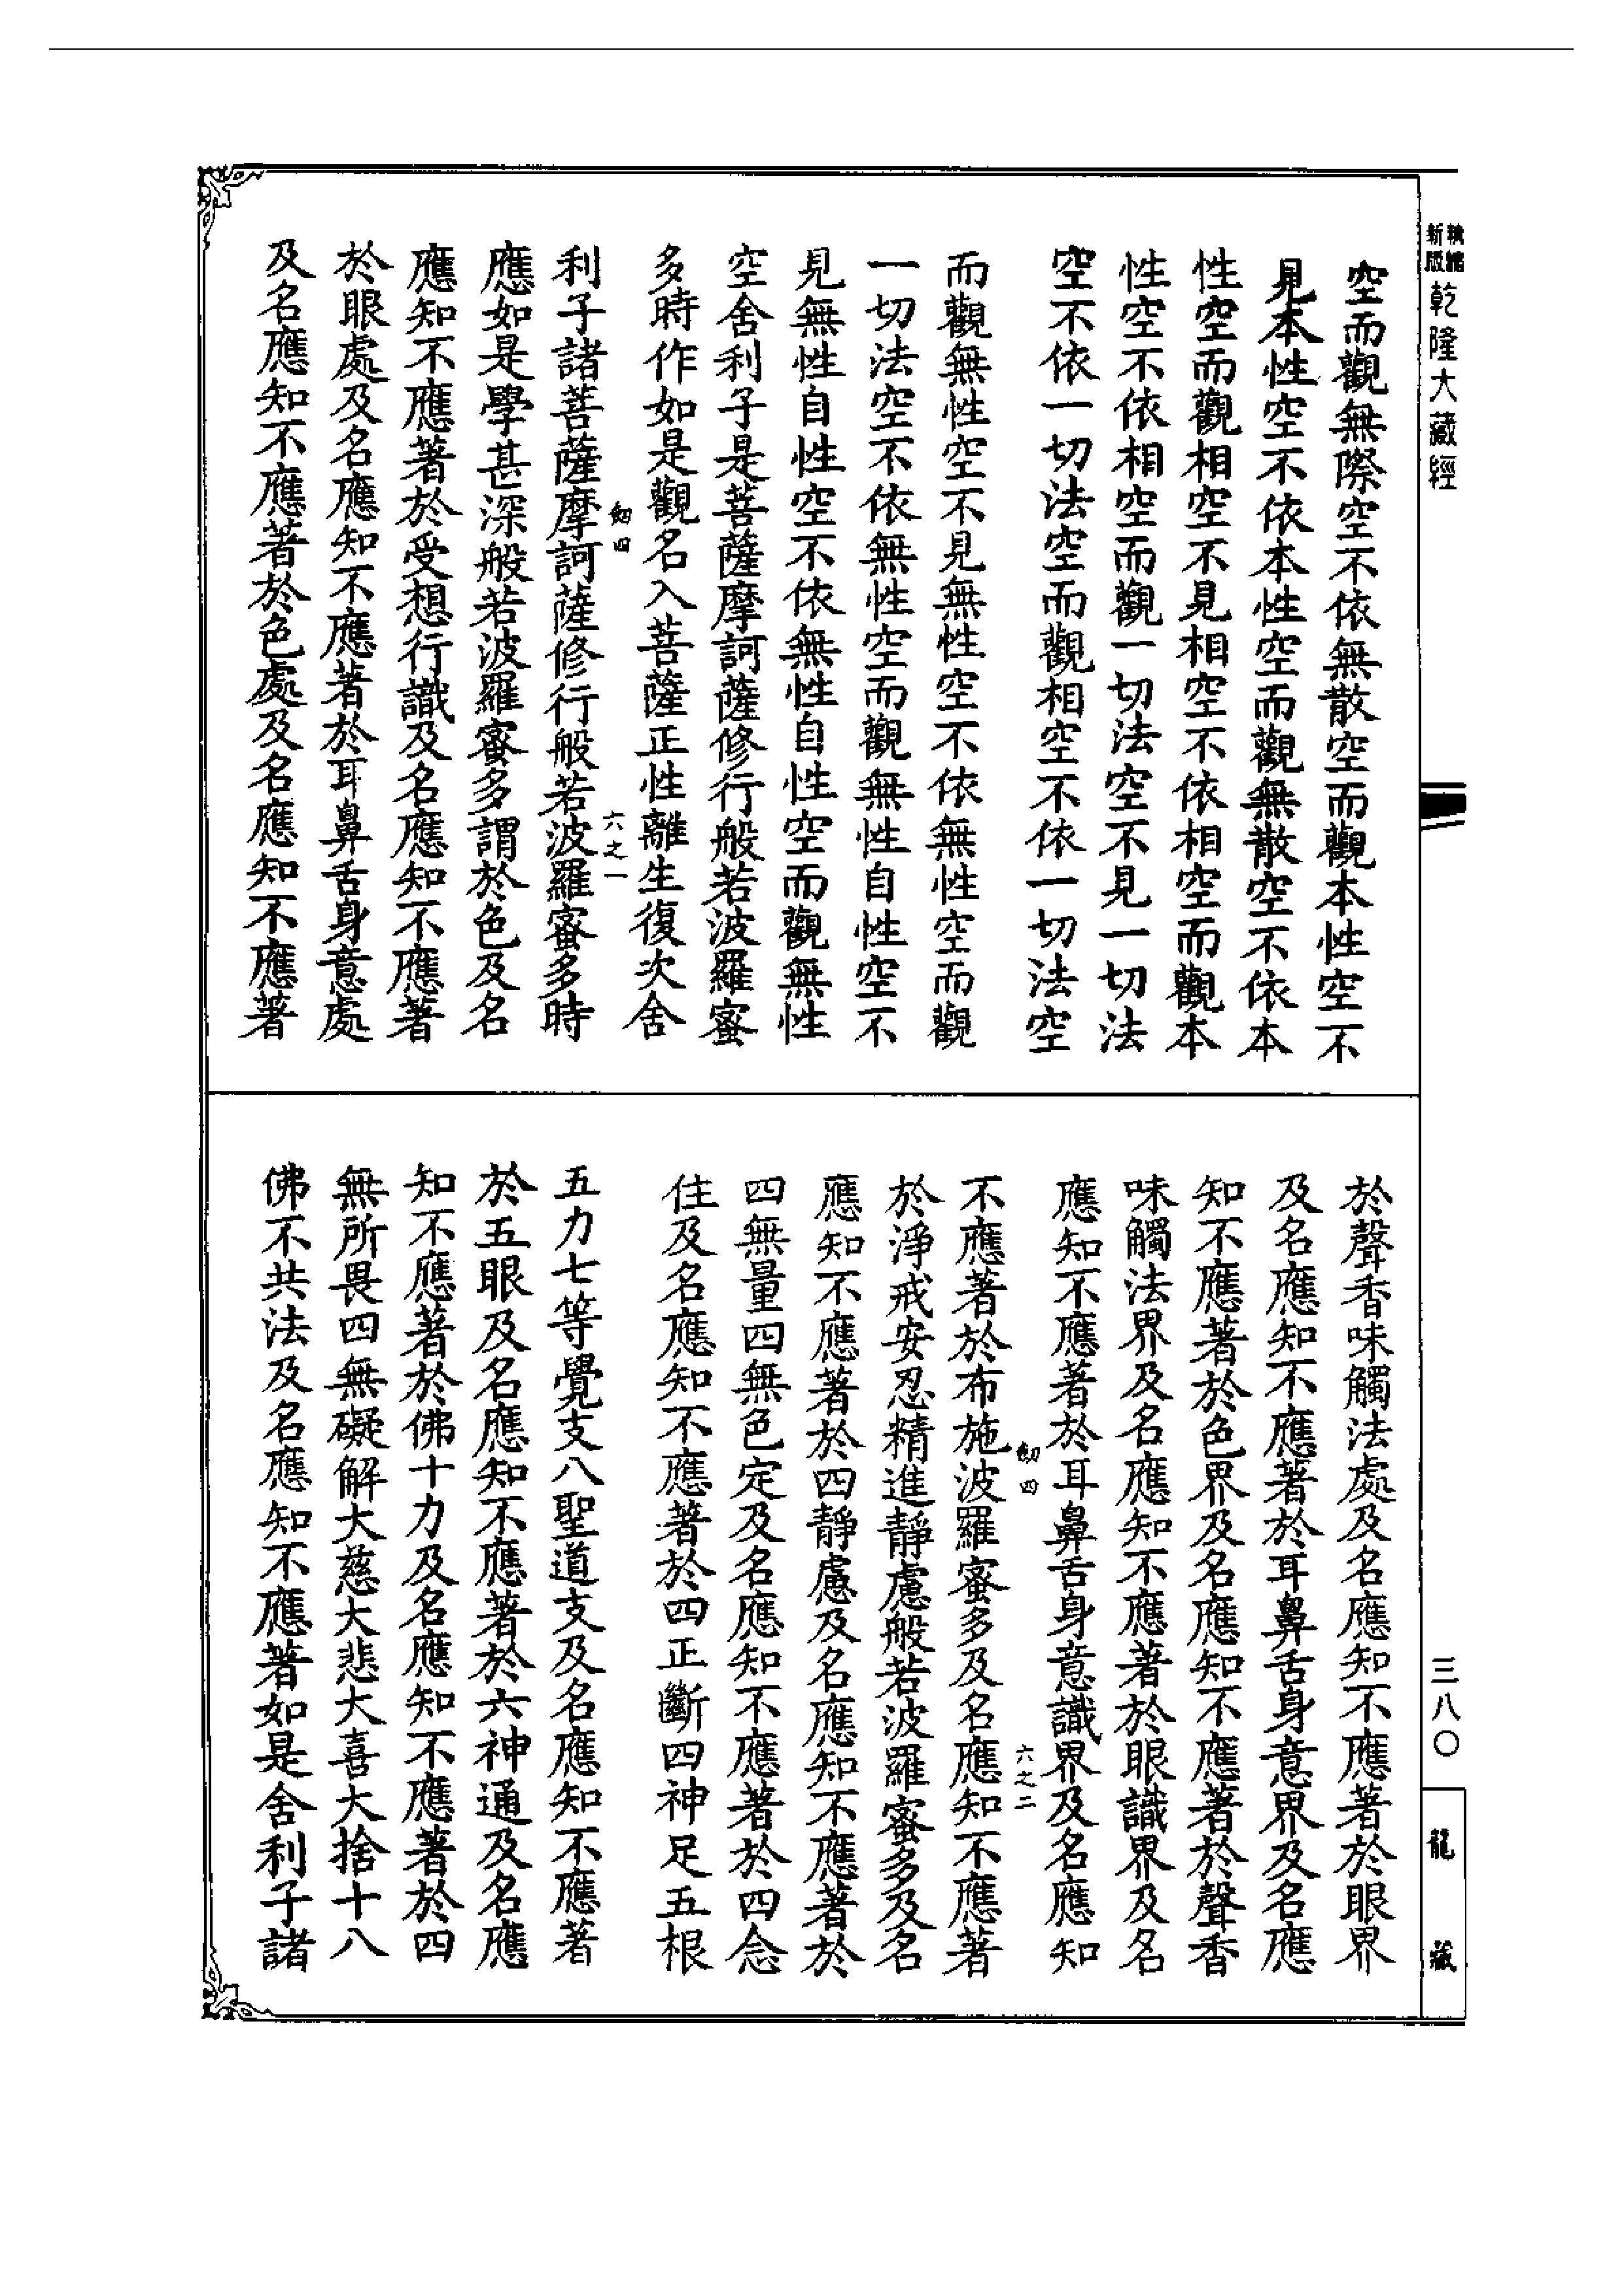 精縮新版乾隆大藏經
空而觀無際空不依無散空而觀本性空不
見本性空不依本性空而觀無散空不依本
性空而觀相空不見相空不依相空而觀本
性空不依相空而觀一切法空不見一切法
空不依一切法空而觀相空不依一切法空
而觀無性空不見無性空不依無性空而觀
一切法空不依無性空而觀無性自性空不
見無性自性空不依無性自性空而觀無性
空舍利子是菩薩摩訶薩修行般若波羅蜜
多時作如是觀名入菩薩正性離生復次舍
劒四 六之一
利子諸菩薩摩訶薩修行般若波羅蜜多時
應如是學甚深般若波羅蜜多謂於色及名
應知不應著於受想行識及名應知不應著
於眼處及名應知不應著於耳鼻舌身意處
及名應知不應著於色處及名應知不應著
於聲香味觸法處及名應知不應著於眼界
及名應知不應著於耳鼻舌身意界及名應
知不應著於色界及名應知不應著於聲香
味觸法界及名應知不應著於眼識界及名
應知不應著於耳鼻舌身意識界及名應知
劒四 六之二
不應著於布施波羅蜜多及名應知不應著
於淨戒安忍精進靜慮般若波羅蜜多及名
應知不應著於四靜慮及名應知不應著於
四無量四無色定及名應知不應著於四念
住及名應知不應著於四正斷四神足五根
五力七等覺支八聖道支及名應知不應著
於五眼及名應知不應著於六神通及名應
知不應著於佛十力及名應知不應著於四
無所畏四無礙解大慈大悲大喜大捨十八
佛不共法及名應知不應著如是舍利子諸
三八〇
龍藏